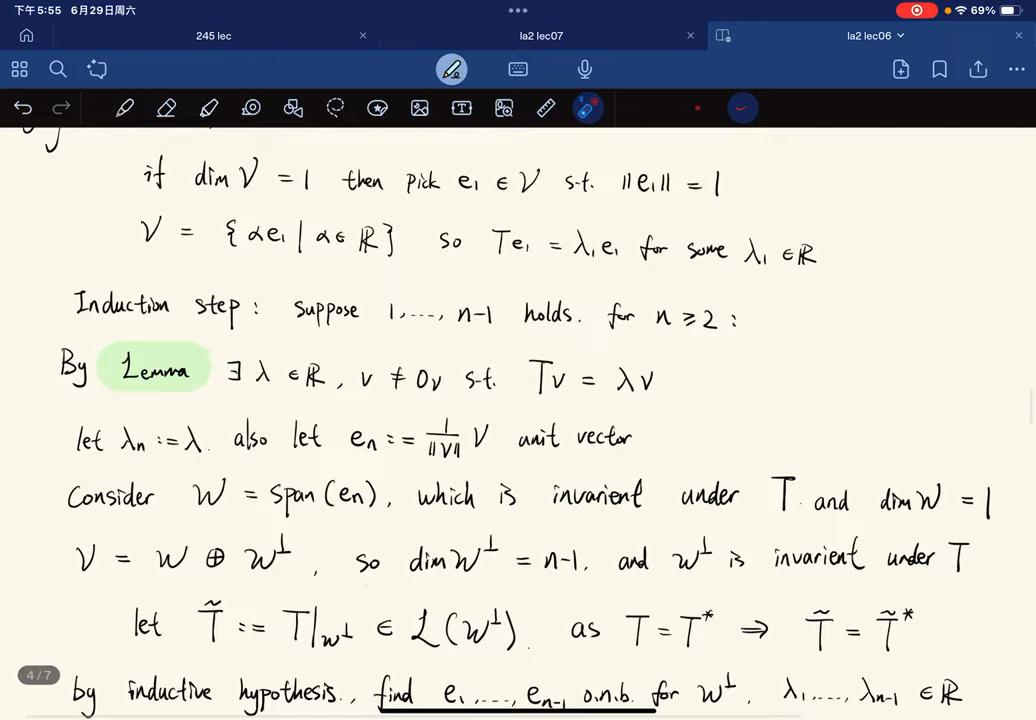 下午5:55 6月29日周六
69%
245 lec
la2 lec07
la2 lec06
if dim V = 1 then pick e₁ ∈ V s.t. ||e₁|| = 1
V = { αe₁ | α ∈ ℝ } so Te₁ = λ₁e₁ for some λ₁ ∈ ℝ
Induction step : suppose 1,...., n-1 holds. for n ≥ 2 :
By Lemma ∃ λ ∈ ℝ, v ≠ 0v s.t. Tv = λv
let λn := λ. also let en := 1/||V|| V unit vector
Consider W = span(en), which is invarient under T. and dim W = 1
V = W ⊕ W^⊥, so dim W^⊥ = n-1, and W^⊥ is invarient under T
let T̃ := T|_W^⊥ ∈ ℒ(W^⊥). as T = T* ⇒ T̃ = T̃*
4 / 7
by inductive hypothesis., find e₁,...., en-1 o.n.b. for W^⊥, λ₁,...., λn-1 ∈ ℝ